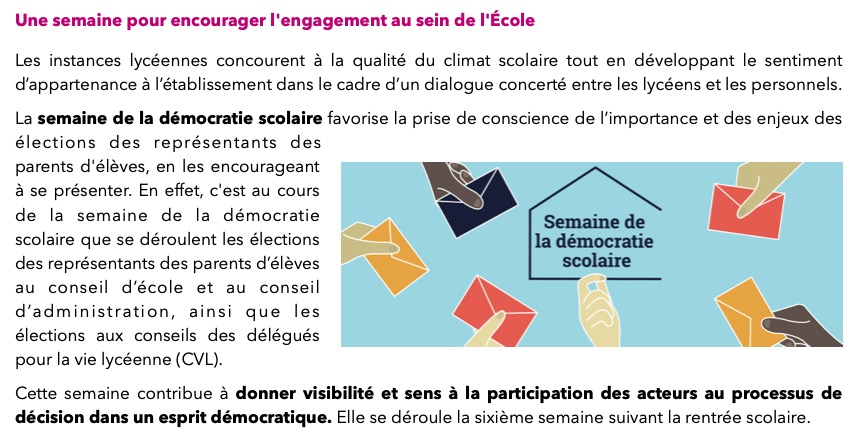 Une semaine pour encourager l'engagement au sein de l'École
Les instances lycéennes concourent à la qualité du climat scolaire tout en développant le sentiment
d’appartenance à l’établissement dans le cadre d’un dialogue concerté entre les lycéens et les personnels.
La semaine de la démocratie scolaire favorise la prise de conscience de l’importance et des enjeux des
élections des représentants des
parents d'élèves, en les encourageant
à se présenter. En effet, c'est au cours
de la semaine de la démocratie
scolaire que se déroulent les élections
des représentants des parents d’élèves
au conseil d’école et au conseil
d’administration, ainsi que les
élections aux conseils des délégués
pour la vie lycéenne (CVL).
Semaine de
la démocratie
scolaire
Cette semaine contribue à donner visibilité et sens à la participation des acteurs au processus de
décision dans un esprit démocratique. Elle se déroule la sixième semaine suivant la rentrée scolaire.